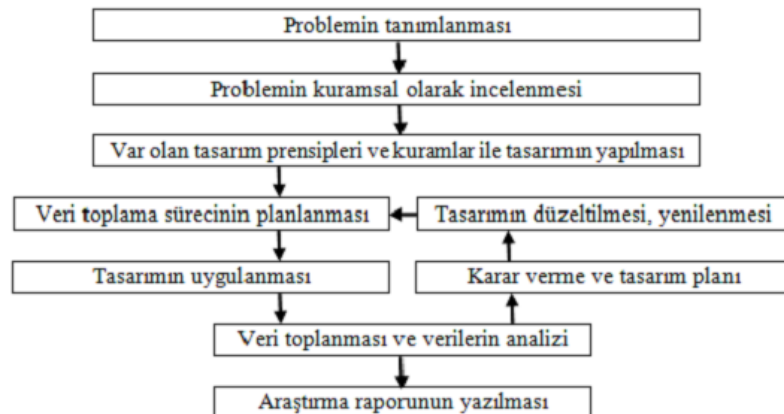 Problemin tanımlanması
Problemin kuramsal olarak incelenmesi
Var olan tasarım prensipleri ve kuramlar ile tasarımın yapılması
Veri toplama sürecinin planlanması
Tasarımın düzeltilmesi, yenilenmesi
Tasarımın uygulanması
Karar verme ve tasarım planı
Veri toplanması ve verilerin analizi
Araştırma raporunun yazılması